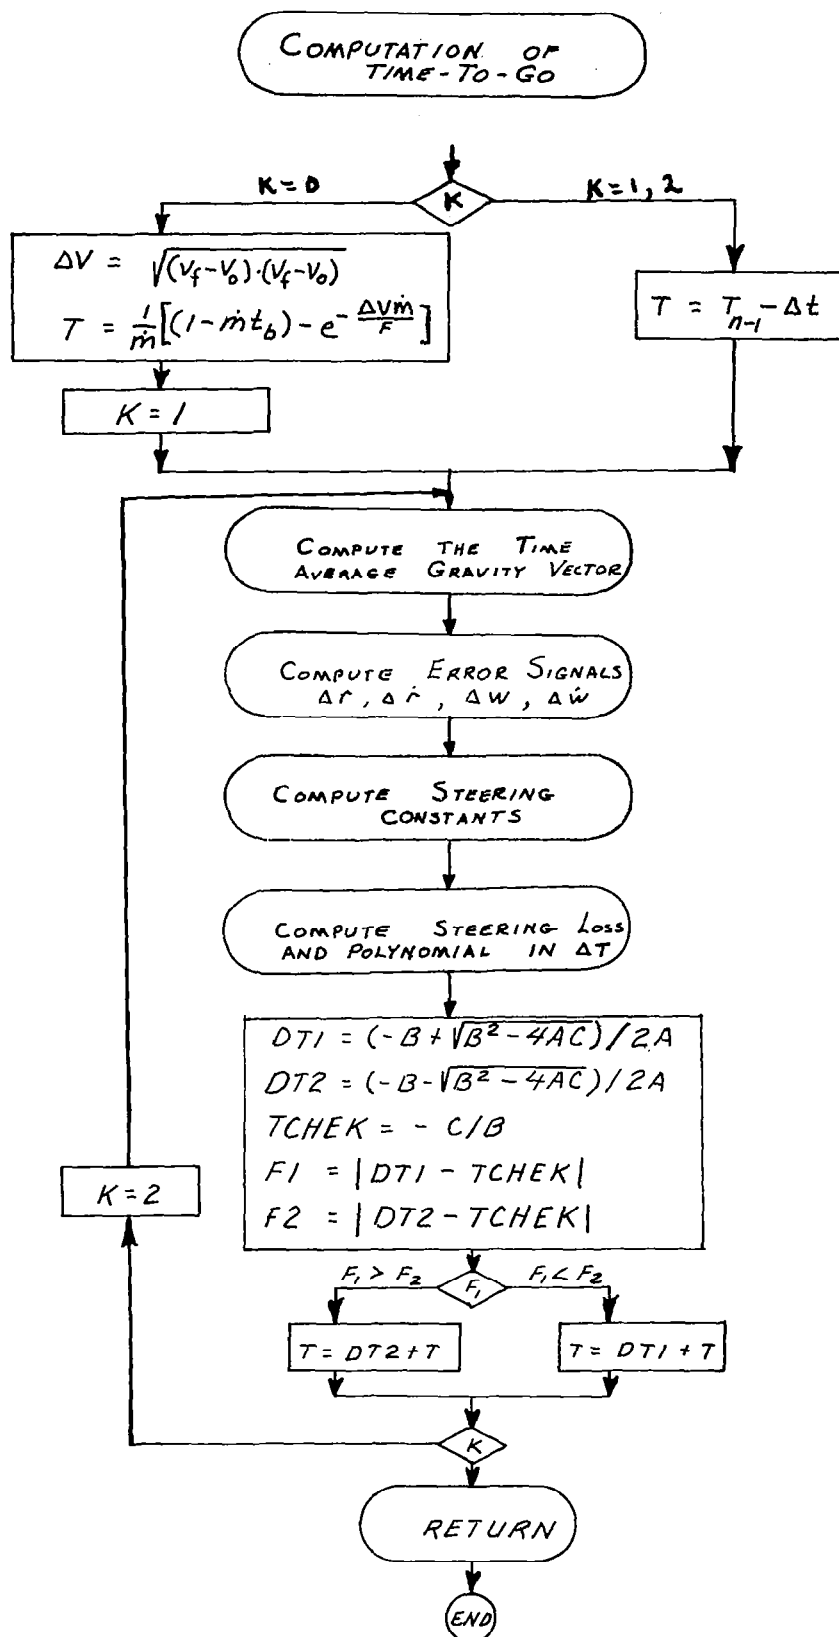 COMPUTATION OF
TIME-TO-GO
K=0
K
K=1,2
ΔV = √(V_f-V_o)·(V_f-V_o)
T = 1/ṁ[(1-ṁt_b)-e^-ΔVṁ/F]
T = T_n-1 - Δt
K=1
COMPUTE THE TIME
AVERAGE GRAVITY VECTOR
COMPUTE ERROR SIGNALS
Δr, Δṙ, Δw, Δẇ
COMPUTE STEERING
CONSTANTS
COMPUTE STEERING LOSS
AND POLYNOMIAL IN ΔT
DT1 = (-B+√B²-4AC)/2A
DT2 = (-B-√B²-4AC)/2A
TCHEK = - C/B
F1 = |DT1-TCHEK|
F2 = |DT2-TCHEK|
K=2
F₁ > F₂
F₁
F₁ < F₂
T = DT2+T
T = DT1+T
K
RETURN
END